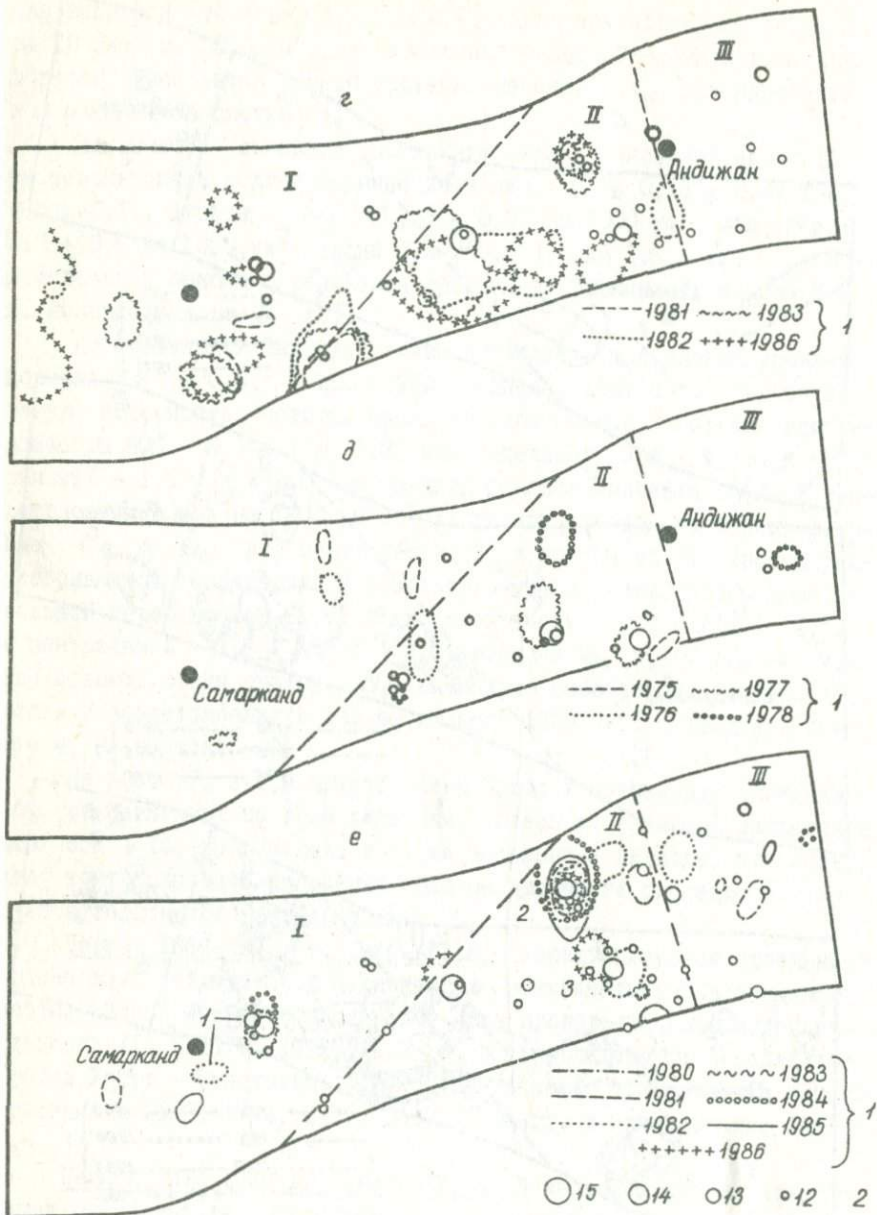 г
III
II
I
Андижан
1981 1983
1982 1986
1
д
III
II
I
Андижан
Самарканд
1975 1977
1976 1978
1
е
III
II
I
2
3
1
Самарканд
1980 1983
1981 1984
1982 1985
1986
1
15 14 13 12 2